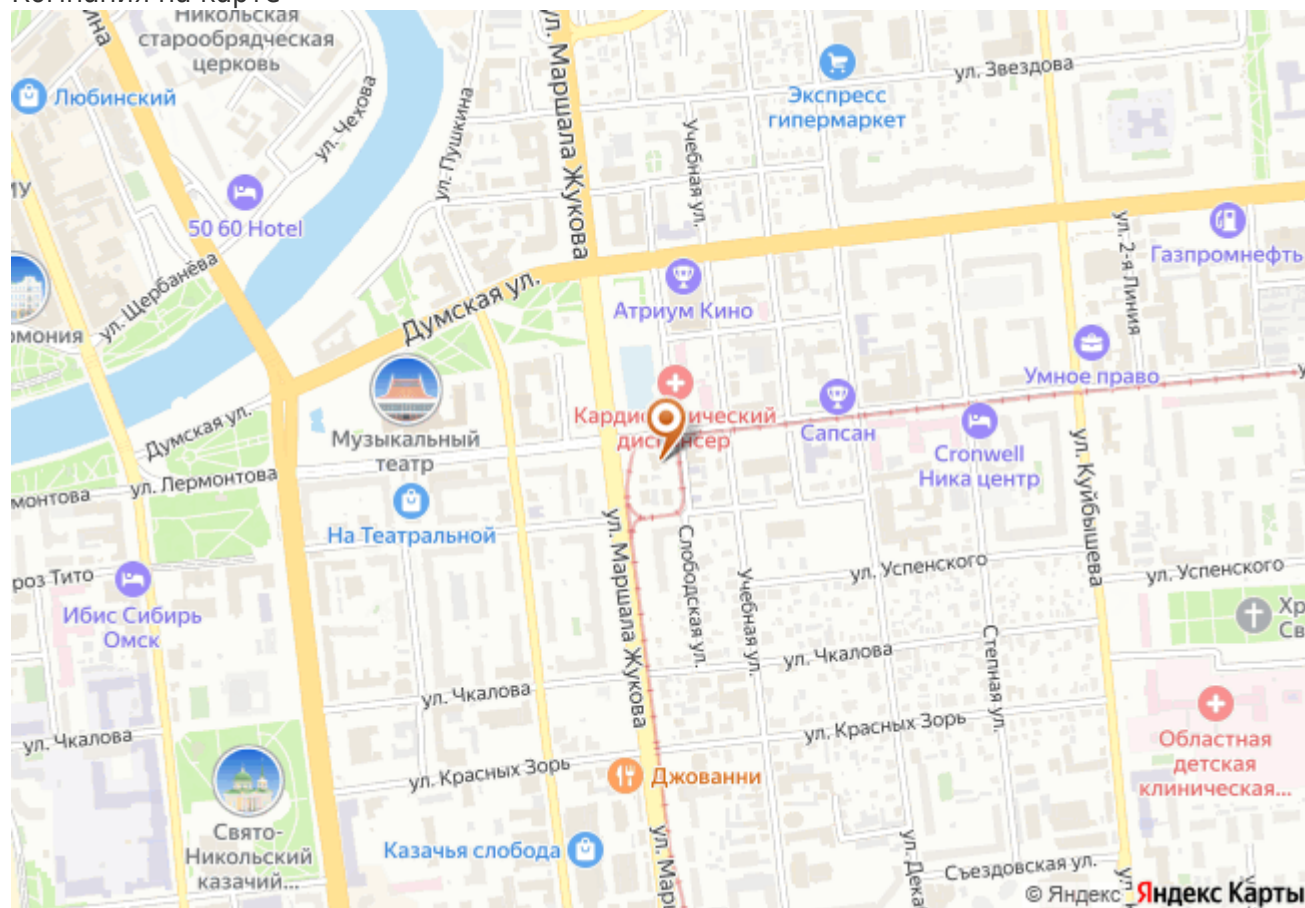 Компания на карте
Никольская
старообрядческая
церковь
Любинский
ул. Чехова
ул. Пушкина
ул. Маршала Жукова
Экспресс
гипермаркет
ул. Звездова
Учебная ул.
50 60 Hotel
ул. Щербанёва
Думская ул.
Атриум Кино
ул. 2-я Линия
Газпромнефть
Умное право
Музыкальный
театр
Думская ул.
ул. Лермонтова
Сапсан
Cronwell
Ника центр
ул. Куйбышева
На Театральной
ул. Маршала Жукова
Слободская ул.
Учебная ул.
ул. Успенского
ул. Успенского
Ибис Сибирь
Омск
Степная ул.
ул. Чкалова
ул. Чкалова
ул. Чкалова
ул. Красных Зорь
ул. Красных Зорь
Областная
детская
клиническая...
Джованни
Свято-
Никольский
казачий...
Казачья слобода
Съездовская ул.
© Яндекс Яндекс Карты